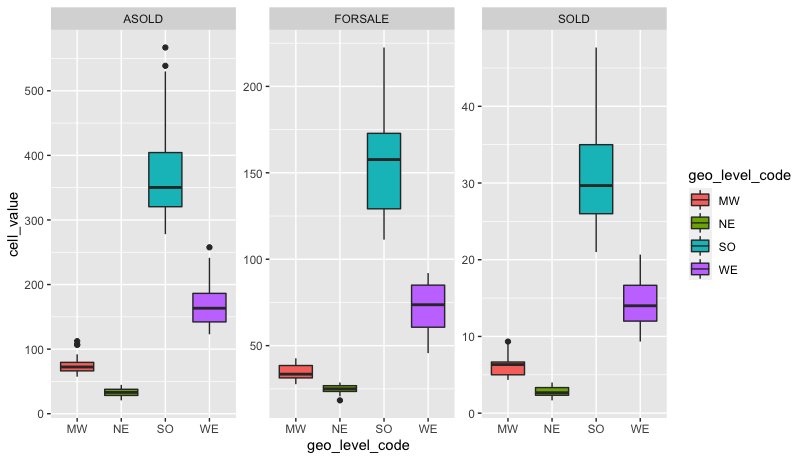 ASOLD
FORSALE
SOLD
cell_value
500
400
300
200
100
0
200
150
100
50
40
30
20
10
0
MW NE SO WE
MW NE SO WE
MW NE SO WE
geo_level_code
geo_level_code
MW
NE
SO
WE